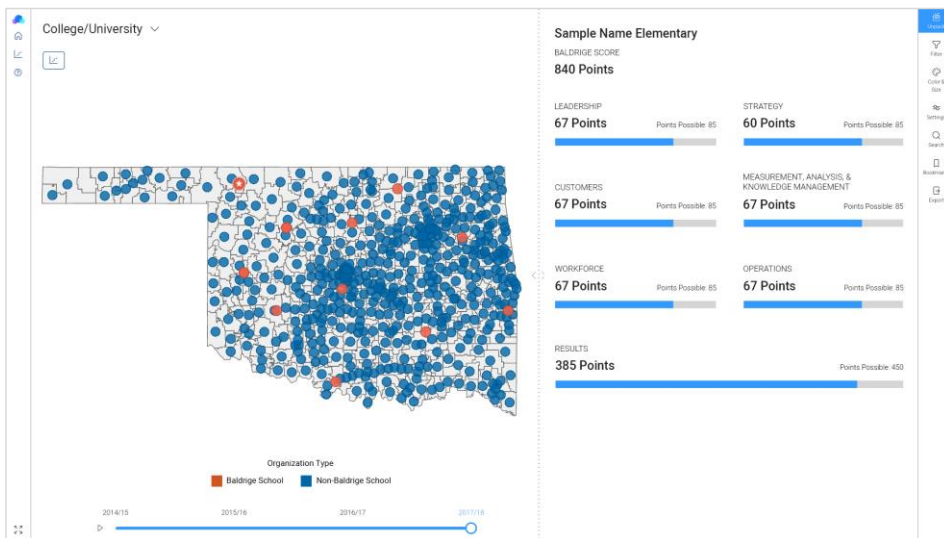 College/University
Sample Name Elementary
BALDRIGE SCORE
840 Points
LEADERSHIP
67 Points
Points Possible: 85
STRATEGY
60 Points
Points Possible: 85
CUSTOMERS
67 Points
Points Possible: 85
MEASUREMENT, ANALYSIS, &
KNOWLEDGE MANAGEMENT
67 Points
Points Possible: 85
WORKFORCE
67 Points
Points Possible: 85
OPERATIONS
67 Points
Points Possible: 85
RESULTS
385 Points
Points Possible: 450
Organization Type
Baldrige School
Non-Baldrige School
2014/15
2015/16
2016/17
2017/18
Filter
Color &
Size
Settings
Search
Bookmark
Export